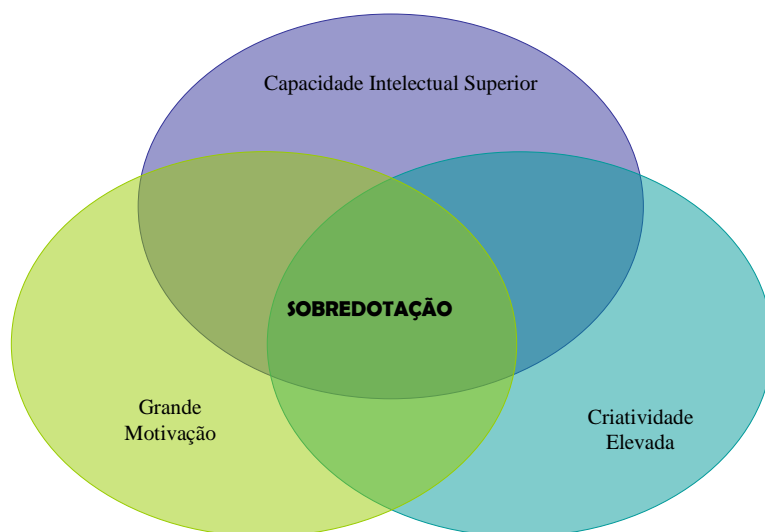 Capacidade Intelectual Superior
SOBREDOTAÇÃO
Grande
Motivação
Criatividade
Elevada